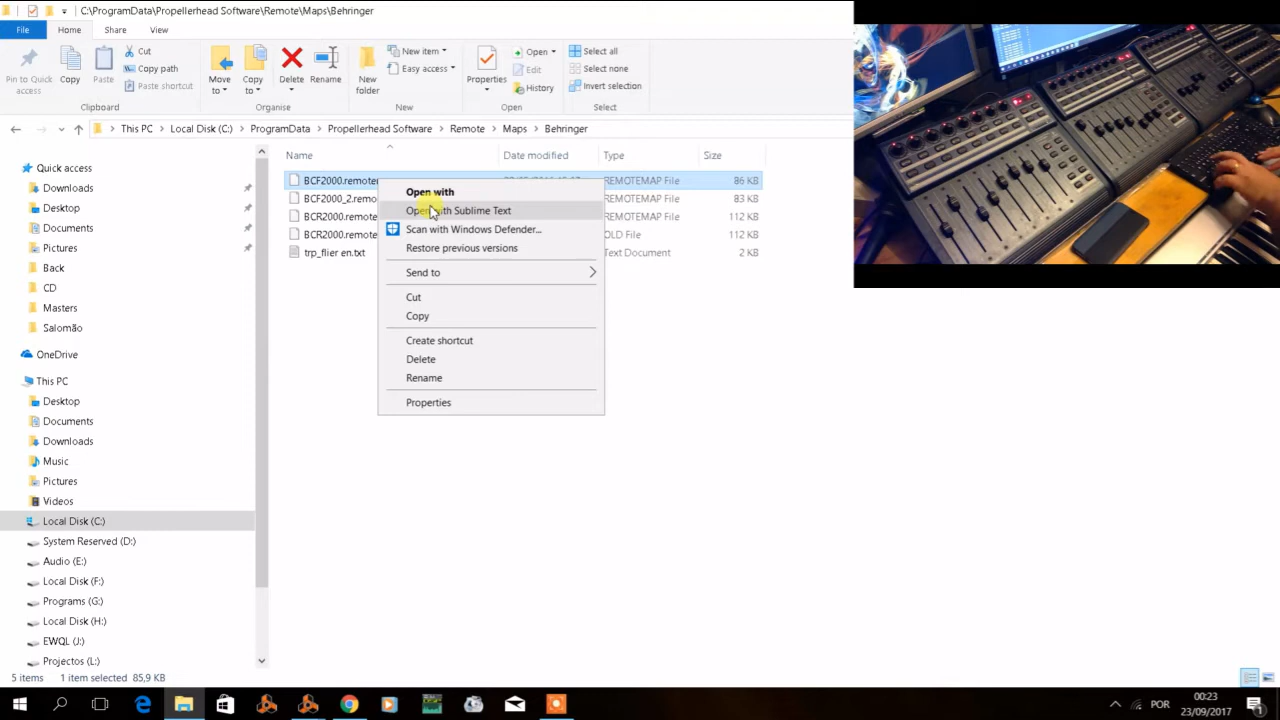 C:\ProgramData\Propellerhead Software\Remote\Maps\Behringer
File Home Share View
Pin to Quick access
Copy
Paste
Cut
Copy path
Paste shortcut
Clipboard
Move to
Copy to
Delete
Rename
Organise
New folder
New item
Easy access
New
Properties
Open
Edit
History
Open
Select all
Select none
Invert selection
Select
This PC > Local Disk (C:) > ProgramData > Propellerhead Software > Remote > Maps > Behringer
Name Date modified Type Size
BCF2000.remote REMOTEMAP File 86 KB
BCF2000_2.remo REMOTEMAP File 83 KB
BCR2000.remote REMOTEMAP File 112 KB
BCR2000.remote OLD File 112 KB
trp_flier en.txt Text Document 2 KB
Open with
Open with Sublime Text
Scan with Windows Defender...
Restore previous versions
Send to
Cut
Copy
Create shortcut
Delete
Rename
Properties
Quick access
Downloads
Desktop
Documents
Pictures
Back
CD
Masters
Salomão
OneDrive
This PC
Desktop
Documents
Downloads
Music
Pictures
Videos
Local Disk (C:)
System Reserved (D:)
Audio (E:)
Local Disk (F:)
Programs (G:)
Local Disk (H:)
EWQL (J:)
Projectos (L:)
5 items 1 item selected 85,9 KB
POR
00:23
23/09/2017
1